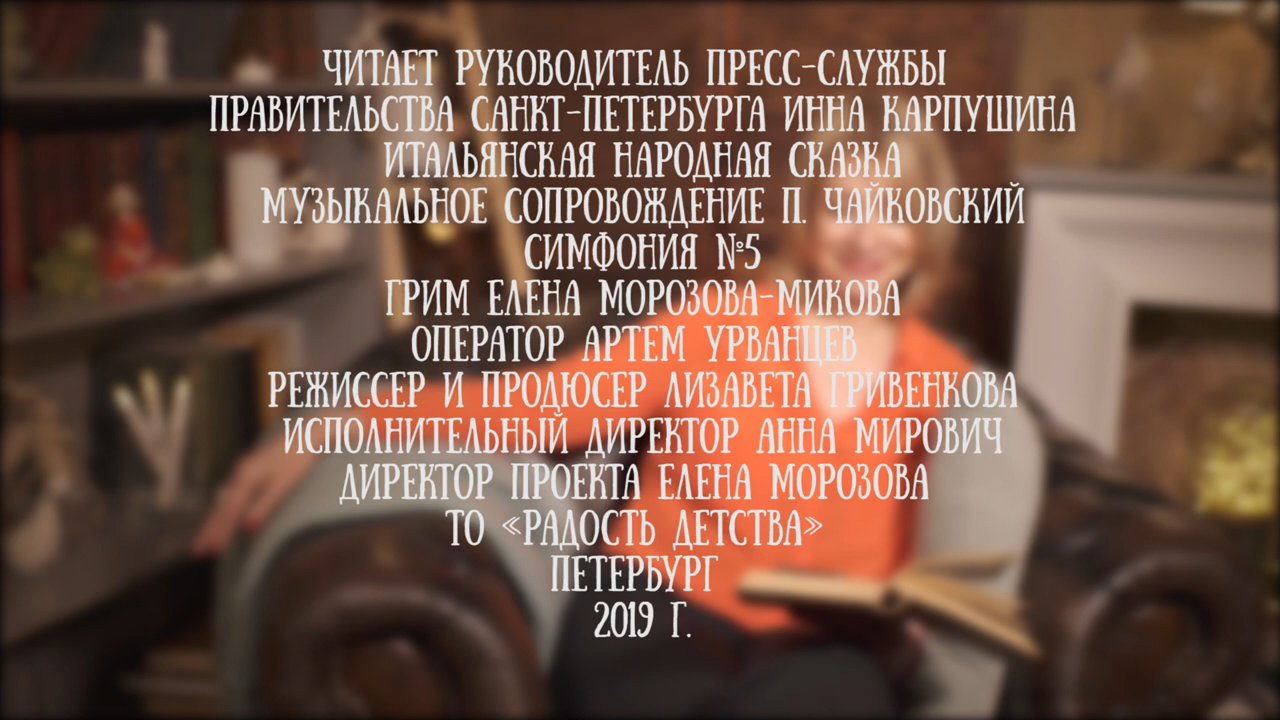 ЧИТАЕТ РУКОВОДИТЕЛЬ ПРЕСС-СЛУЖБЫ
ПРАВИТЕЛЬСТВА САНКТ-ПЕТЕРБУРГА ИННА КАРПУШИНА
ИТАЛЬЯНСКАЯ НАРОДНАЯ СКАЗКА
МУЗЫКАЛЬНОЕ СОПРОВОЖДЕНИЕ П. ЧАЙКОВСКИЙ
СИМФОНИЯ №5
ГРИМ ЕЛЕНА МОРОЗОВА-МИКОВА
ОПЕРАТОР АРТЕМ УРВАНЦЕВ
РЕЖИССЕР И ПРОДЮСЕР ЛИЗАВЕТА ГРИВЕНКОВА
ИСПОЛНИТЕЛЬНЫЙ ДИРЕКТОР АННА МИРОВИЧ
ДИРЕКТОР ПРОЕКТА ЕЛЕНА МОРОЗОВА
ТО «РАДОСТЬ ДЕТСТВА»
ПЕТЕРБУРГ
2019 Г.